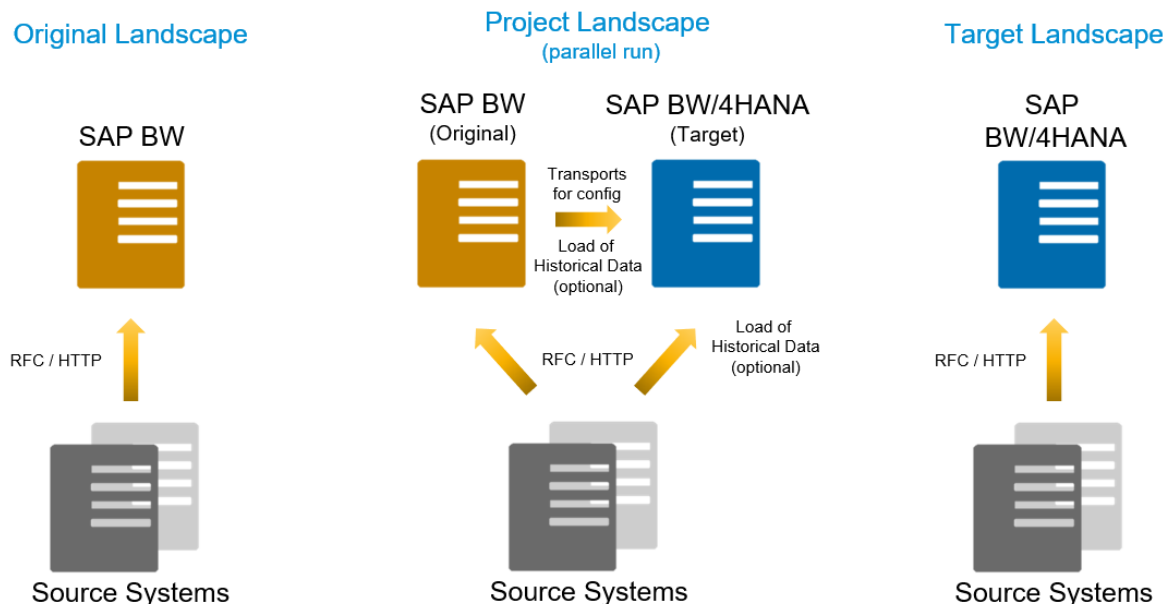 Original Landscape
Project Landscape
(parallel run)
Target Landscape
SAP BW
SAP BW
(Original)
SAP BW/4HANA
(Target)
SAP
BW/4HANA
Transports
for config
Load of
Historical Data
(optional)
RFC / HTTP
RFC / HTTP
Load of
Historical Data
(optional)
RFC / HTTP
Source Systems
Source Systems
Source Systems